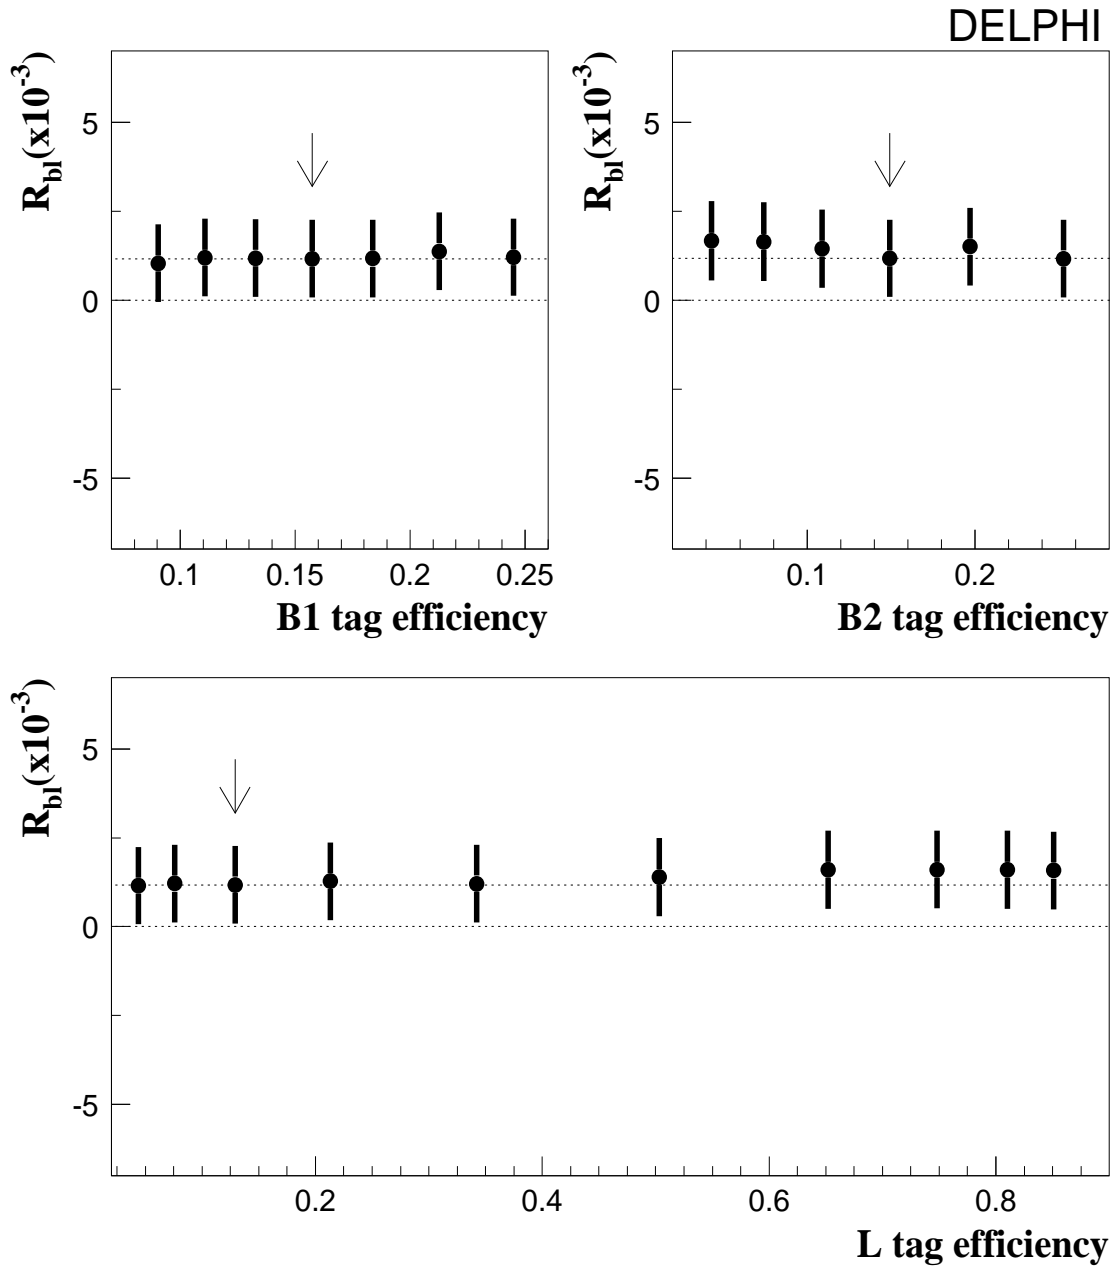 DELPHI
R_bl(x10^-3)
5
0
-5
0.1 0.15 0.2 0.25
B1 tag efficiency
R_bl(x10^-3)
5
0
-5
0.1 0.2
B2 tag efficiency
R_bl(x10^-3)
5
0
-5
0.2 0.4 0.6 0.8
L tag efficiency